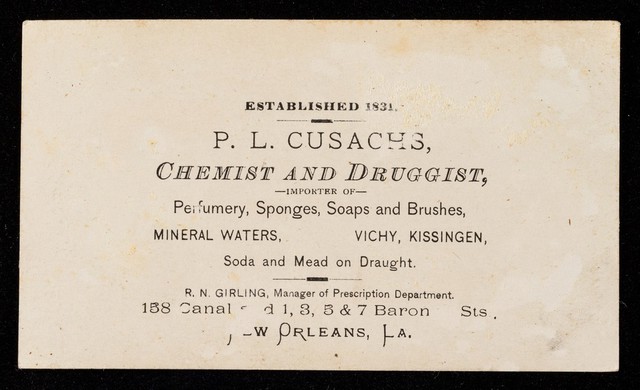 ESTABLISHED 1831.
P. L. CUSACHS,
CHEMIST AND DRUGGIST,
—IMPORTER OF—
Perfumery, Sponges, Soaps and Brushes,
MINERAL WATERS, VICHY, KISSINGEN,
Soda and Mead on Draught.
R. N. GIRLING, Manager of Prescription Department.
158 Canal 1, 3, 5 & 7 Baron Sts.
ORLEANS, LA.